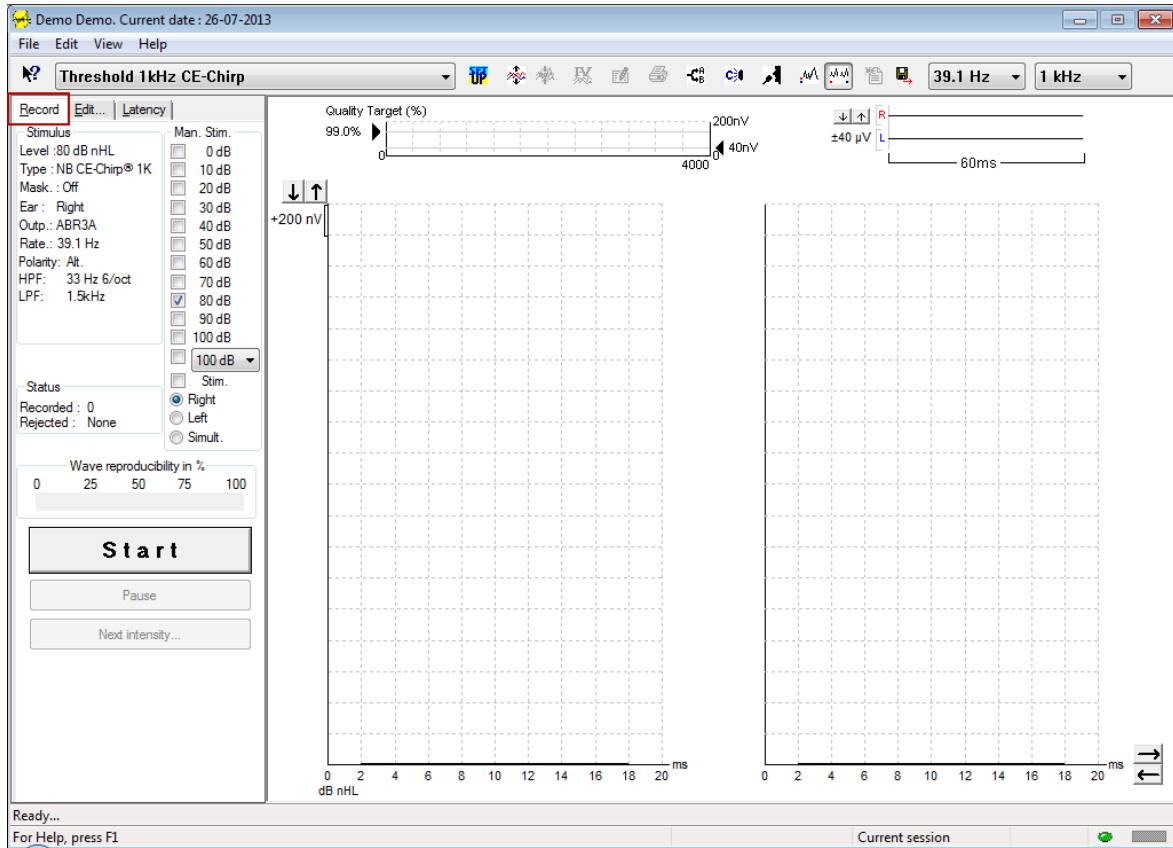 Demo Demo. Current date : 26-07-2013
File Edit View Help
Threshold 1kHz CE-Chirp
39.1 Hz
1 kHz
Record Edit... Latency
Stimulus
Level :80 dB nHL
Type : NB CE-Chirp® 1K
Mask. : Off
Ear : Right
Outp.: ABR3A
Rate.: 39.1 Hz
Polarity: Alt.
HPF: 33 Hz 6/oct
LPF: 1.5kHz
Man. Stim.
0 dB
10 dB
20 dB
30 dB
40 dB
50 dB
60 dB
70 dB
80 dB
90 dB
100 dB
100 dB
Stim.
Right
Left
Simult.
Status
Recorded : 0
Rejected : None
Wave reproducibility in %
0 25 50 75 100
Start
Pause
Next intensity...
Quality Target (%)
99.0%
200nV
40nV
0
0
4000
R
±40 µV L
60ms
+200 nV
0 2 4 6 8 10 12 14 16 18 20 ms
dB nHL
0 2 4 6 8 10 12 14 16 18 20 ms
Ready...
For Help, press F1
Current session